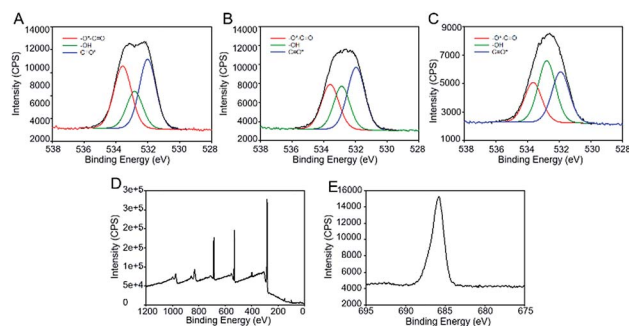 A
B
C
-O*-C=O
-OH
C=O*
-O*-C=O
-OH
C=O*
-O*-C=O
-OH
C=O*
Intensity (CPS)
14000
12000
10000
8000
6000
4000
2000
538 536 534 532 530 528
Binding Energy (eV)
Intensity (CPS)
14000
12000
10000
8000
6000
4000
2000
538 536 534 532 530 528
Binding Energy (eV)
Intensity (CPS)
9000
7000
5000
3000
1000
538 536 534 532 530 528
Binding Energy (eV)
D
E
Intensity (CPS)
3e+5
3e+5
2e+5
2e+5
1e+5
5e+4
0
1200 1000 800 600 400 200 0
Binding Energy (eV)
Intensity (CPS)
16000
14000
12000
10000
8000
6000
4000
2000
695 690 685 680 675
Binding Energy (eV)